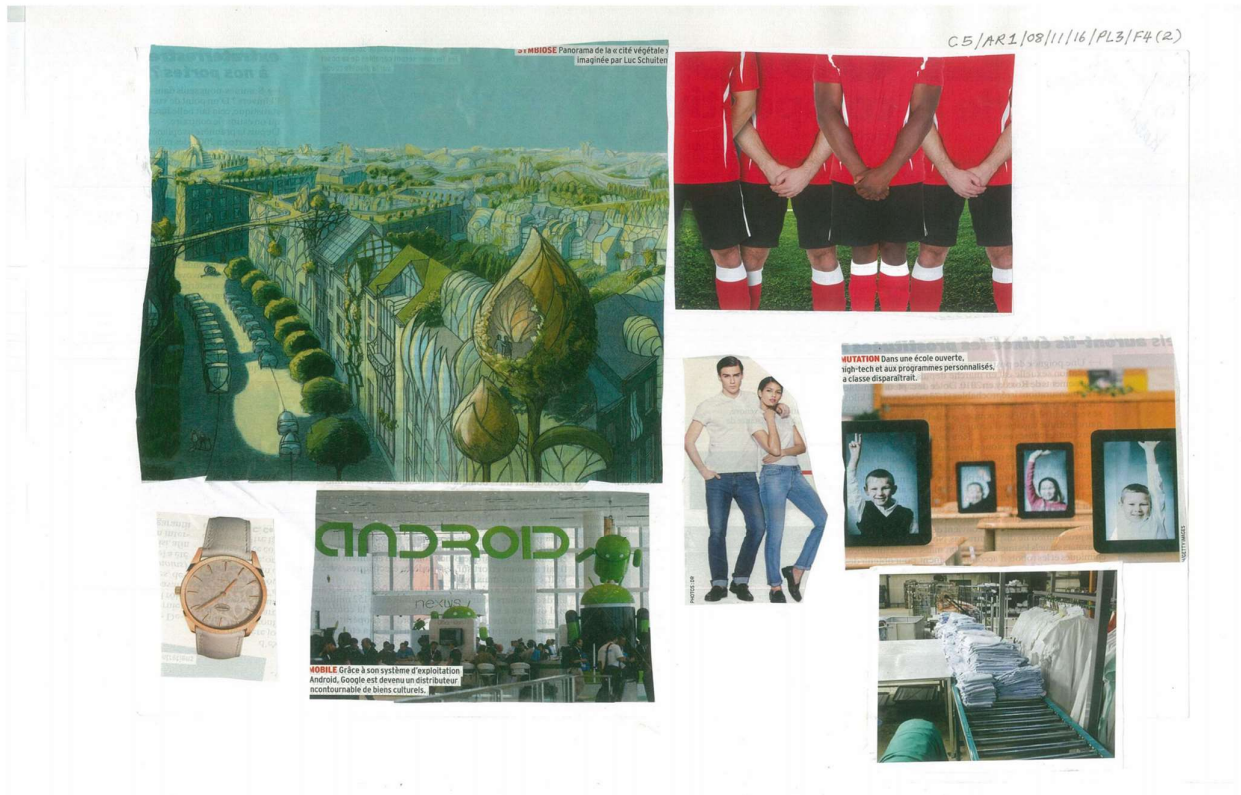 C5/AR1/08/11/16/PL3/F4(2)
SYMBIOSE Panorama de la « cité végétale »
imaginée par Luc Schuiten
MUTATION Dans une école ouverte,
high-tech et aux programmes personnalisés,
la classe disparaîtrait.
GETTY IMAGES
PHOTOS : DR
ANDROID
nexus
MOBILE Grâce à son système d'exploitation
Android, Google est devenu un distributeur
incontournable de biens culturels.